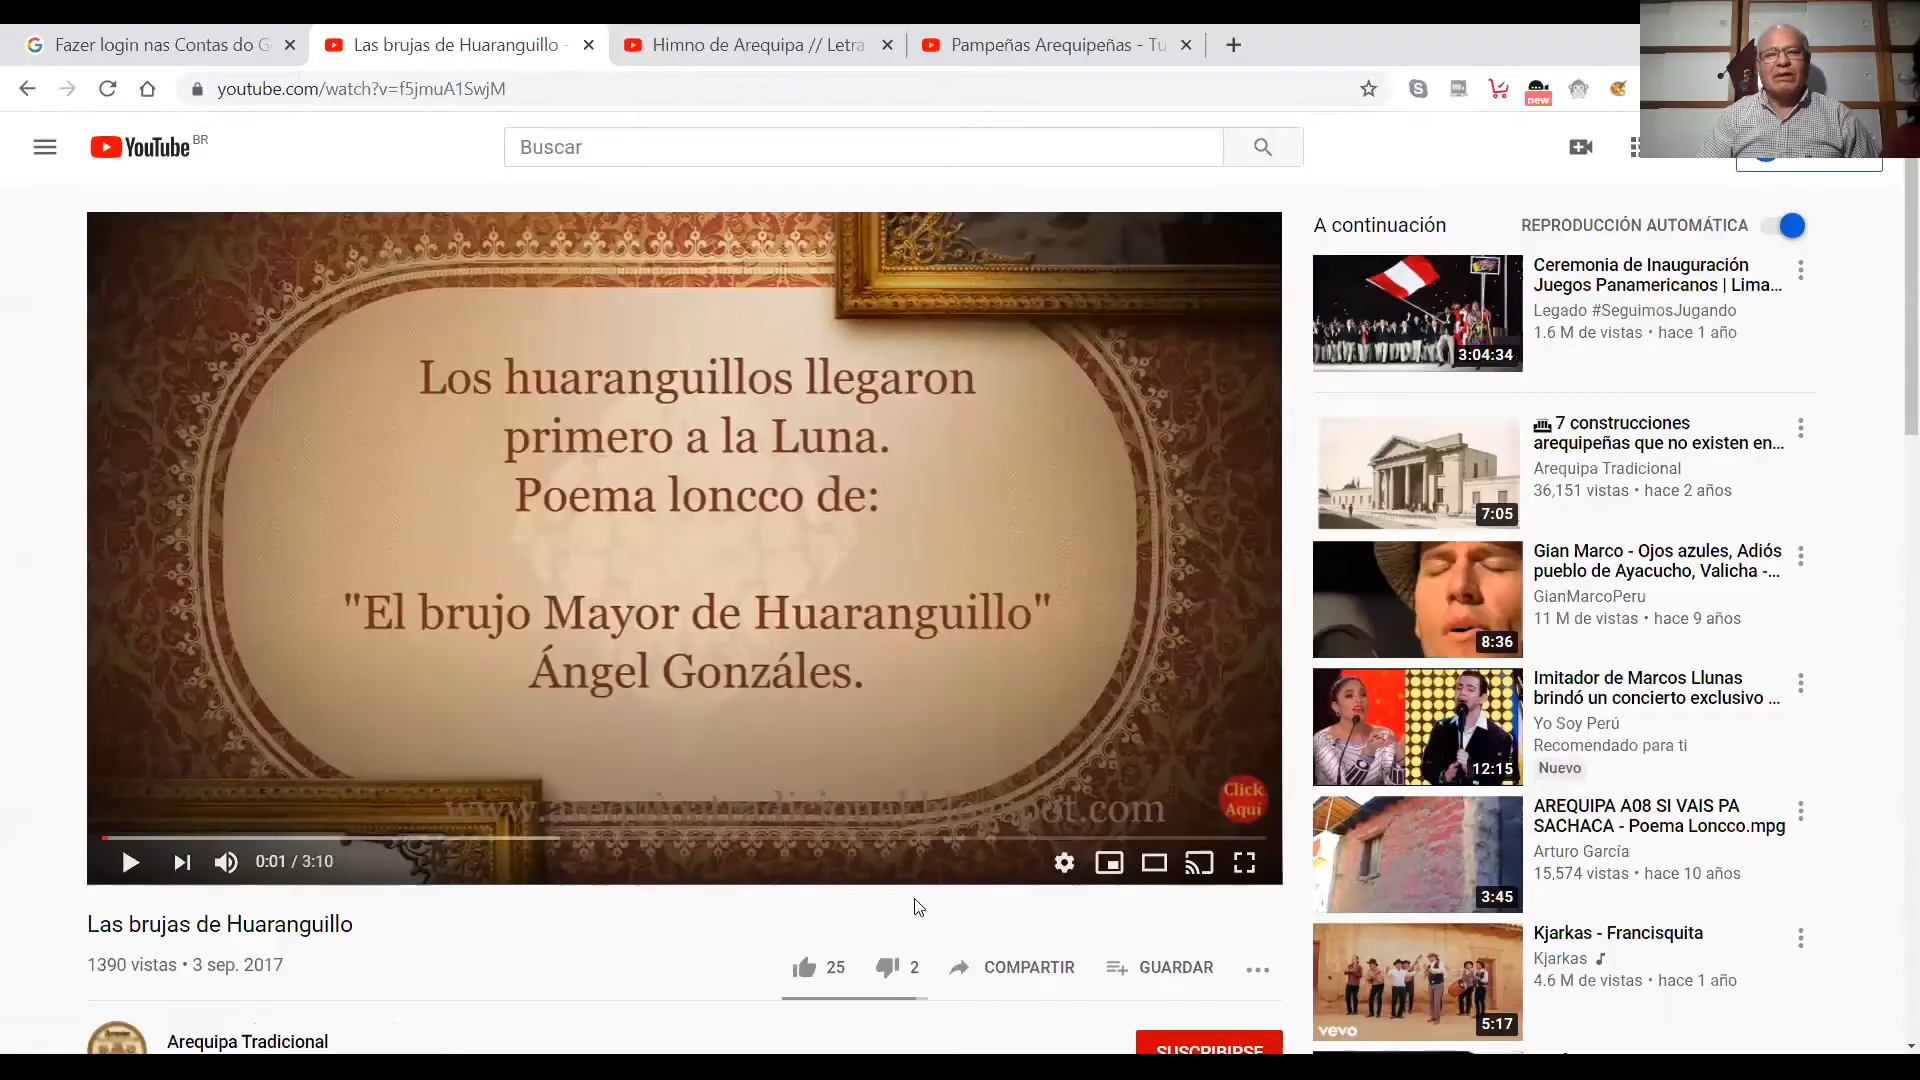 Fazer login nas Contas do G
Las brujas de Huaranguillo -
Himno de Arequipa // Letra
Pampeñas Arequipeñas - Tu
youtube.com/watch?v=f5jmuA1SwjM
new
YouTube BR
Buscar
Los huaranguillos llegaron
primero a la Luna.
Poema loncco de:
"El brujo Mayor de Huaranguillo"
Ángel Gonzáles.
www.arequipatradicional.blogspot.com
Click
Aquí
0:01 / 3:10
Las brujas de Huaranguillo
1390 vistas • 3 sep. 2017
25
2
COMPARTIR
GUARDAR
Arequipa Tradicional
SUSCRIBIRSE
A continuación
REPRODUCCIÓN AUTOMÁTICA
3:04:34
Ceremonia de Inauguración
Juegos Panamericanos | Lima...
Legado #SeguimosJugando
1.6 M de vistas • hace 1 año
7:05
7 construcciones
arequipeñas que no existen en...
Arequipa Tradicional
36,151 vistas • hace 2 años
8:36
Gian Marco - Ojos azules, Adiós
pueblo de Ayacucho, Valicha -...
GianMarcoPeru
11 M de vistas • hace 9 años
12:15
Imitador de Marcos Llunas
brindó un concierto exclusivo ...
Yo Soy Perú
Recomendado para ti
Nuevo
3:45
AREQUIPA A08 SI VAIS PA
SACHACA - Poema Loncco.mpg
Arturo García
15,574 vistas • hace 10 años
vevo
5:17
Kjarkas - Francisquita
Kjarkas
4.6 M de vistas • hace 1 año